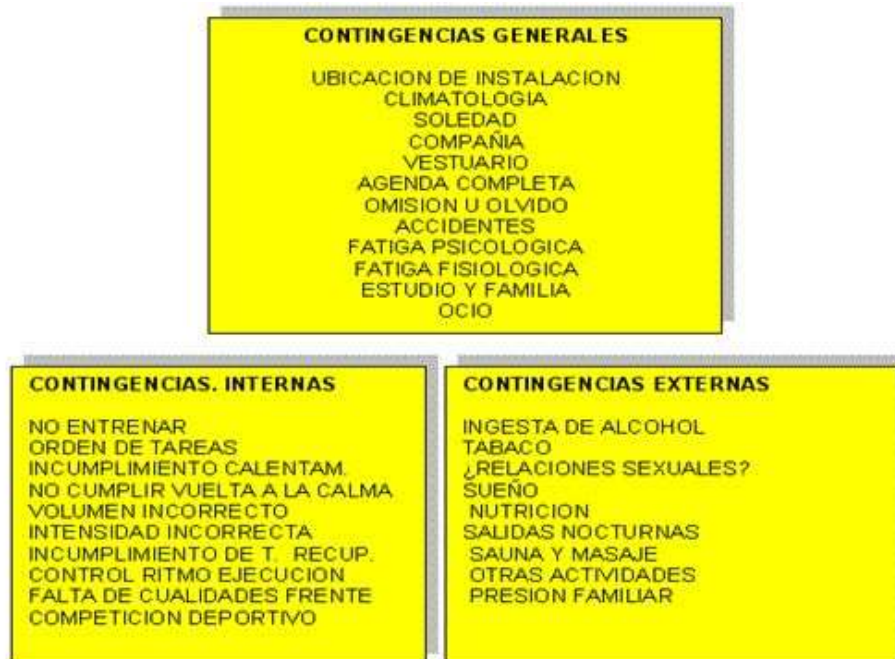 CONTINGENCIAS GENERALES
UBICACION DE INSTALACION
CLIMATOLOGIA
SOLEDAD
COMPAÑIA
VESTUARIO
AGENDA COMPLETA
OMISION U OLVIDO
ACCIDENTES
FATIGA PSICOLOGICA
FATIGA FISIOLOGICA
ESTUDIO Y FAMILIA
OCIO
CONTINGENCIAS. INTERNAS
NO ENTRENAR
ORDEN DE TAREAS
INCUMPLIMIENTO CALENTAM.
NO CUMPLIR VUELTA A LA CALMA
VOLUMEN INCORRECTO
INTENSIDAD INCORRECTA
INCUMPLIMIENTO DE T. RECUP.
CONTROL RITMO EJECUCION
FALTA DE CUALIDADES FRENTE
COMPETICION DEPORTIVO
CONTINGENCIAS EXTERNAS
INGESTA DE ALCOHOL
TABACO
¿RELACIONES SEXUALES?
SUEÑO
NUTRICION
SALIDAS NOCTURNAS
SAUNA Y MASAJE
OTRAS ACTIVIDADES
PRESION FAMILIAR